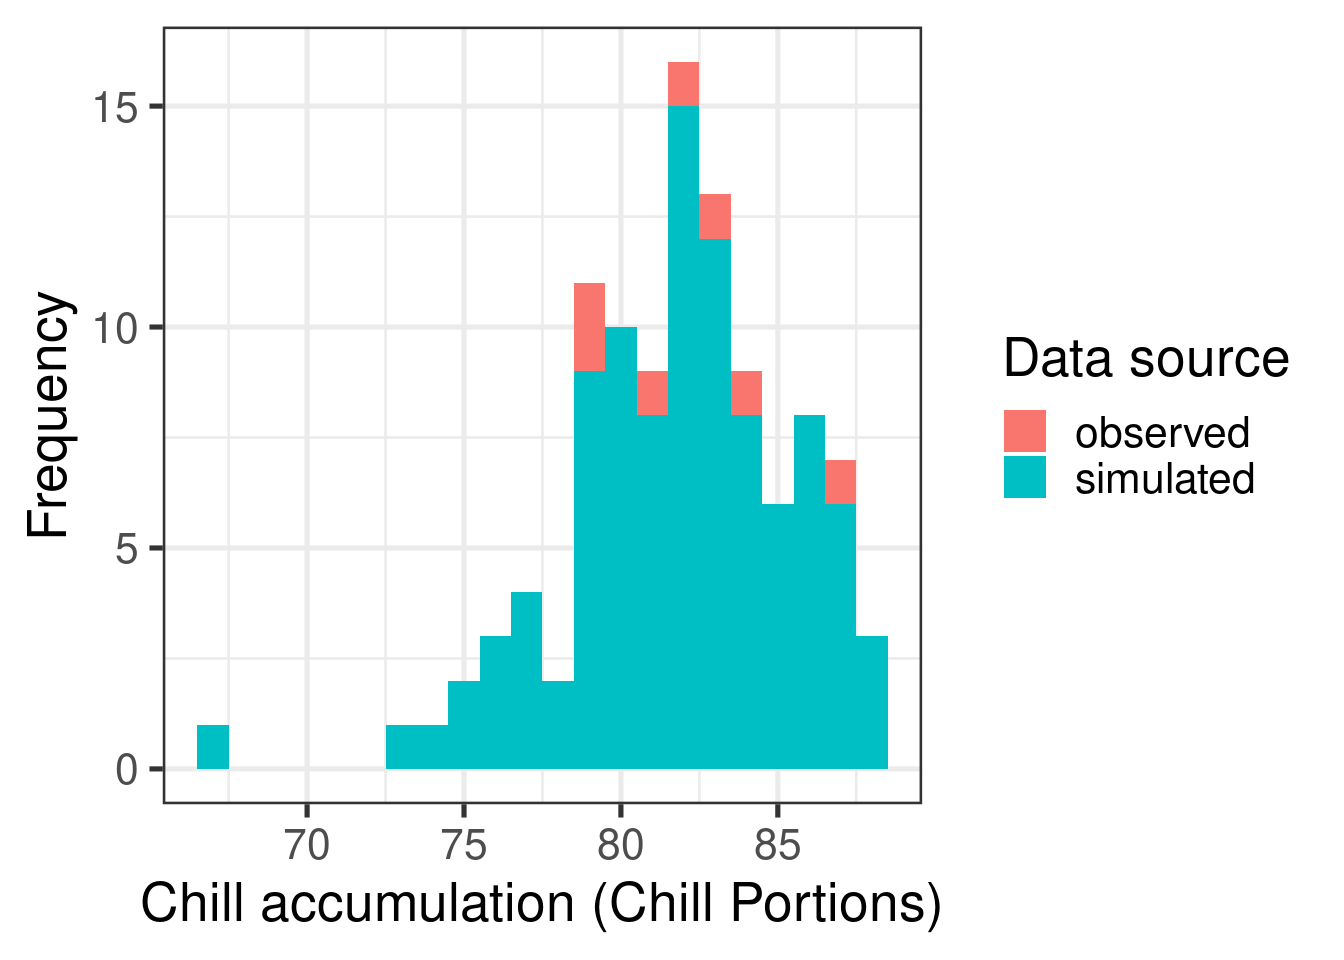 15
10
5
0
Frequency
70 75 80 85
Chill accumulation (Chill Portions)
Data source
observed
simulated